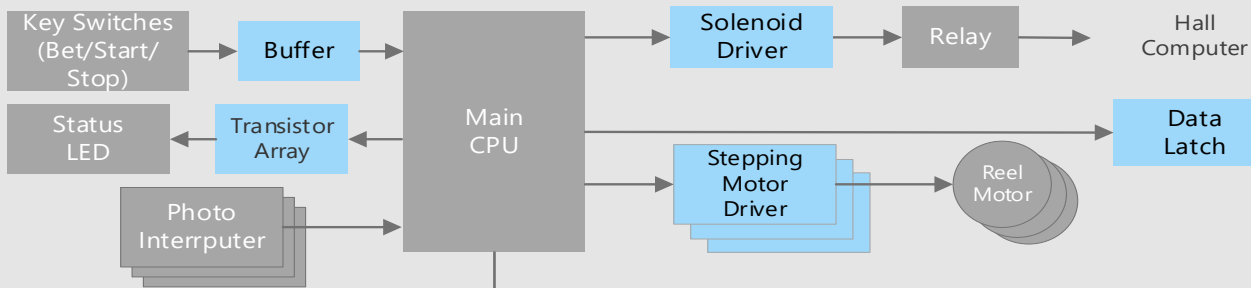 Key Switches
(Bet/Start/
Stop)
Buffer
Solenoid
Driver
Relay
Hall
Computer
Status
LED
Transistor
Array
Main
CPU
Data
Latch
Stepping
Motor
Driver
Reel
Motor
Photo
Interrputer